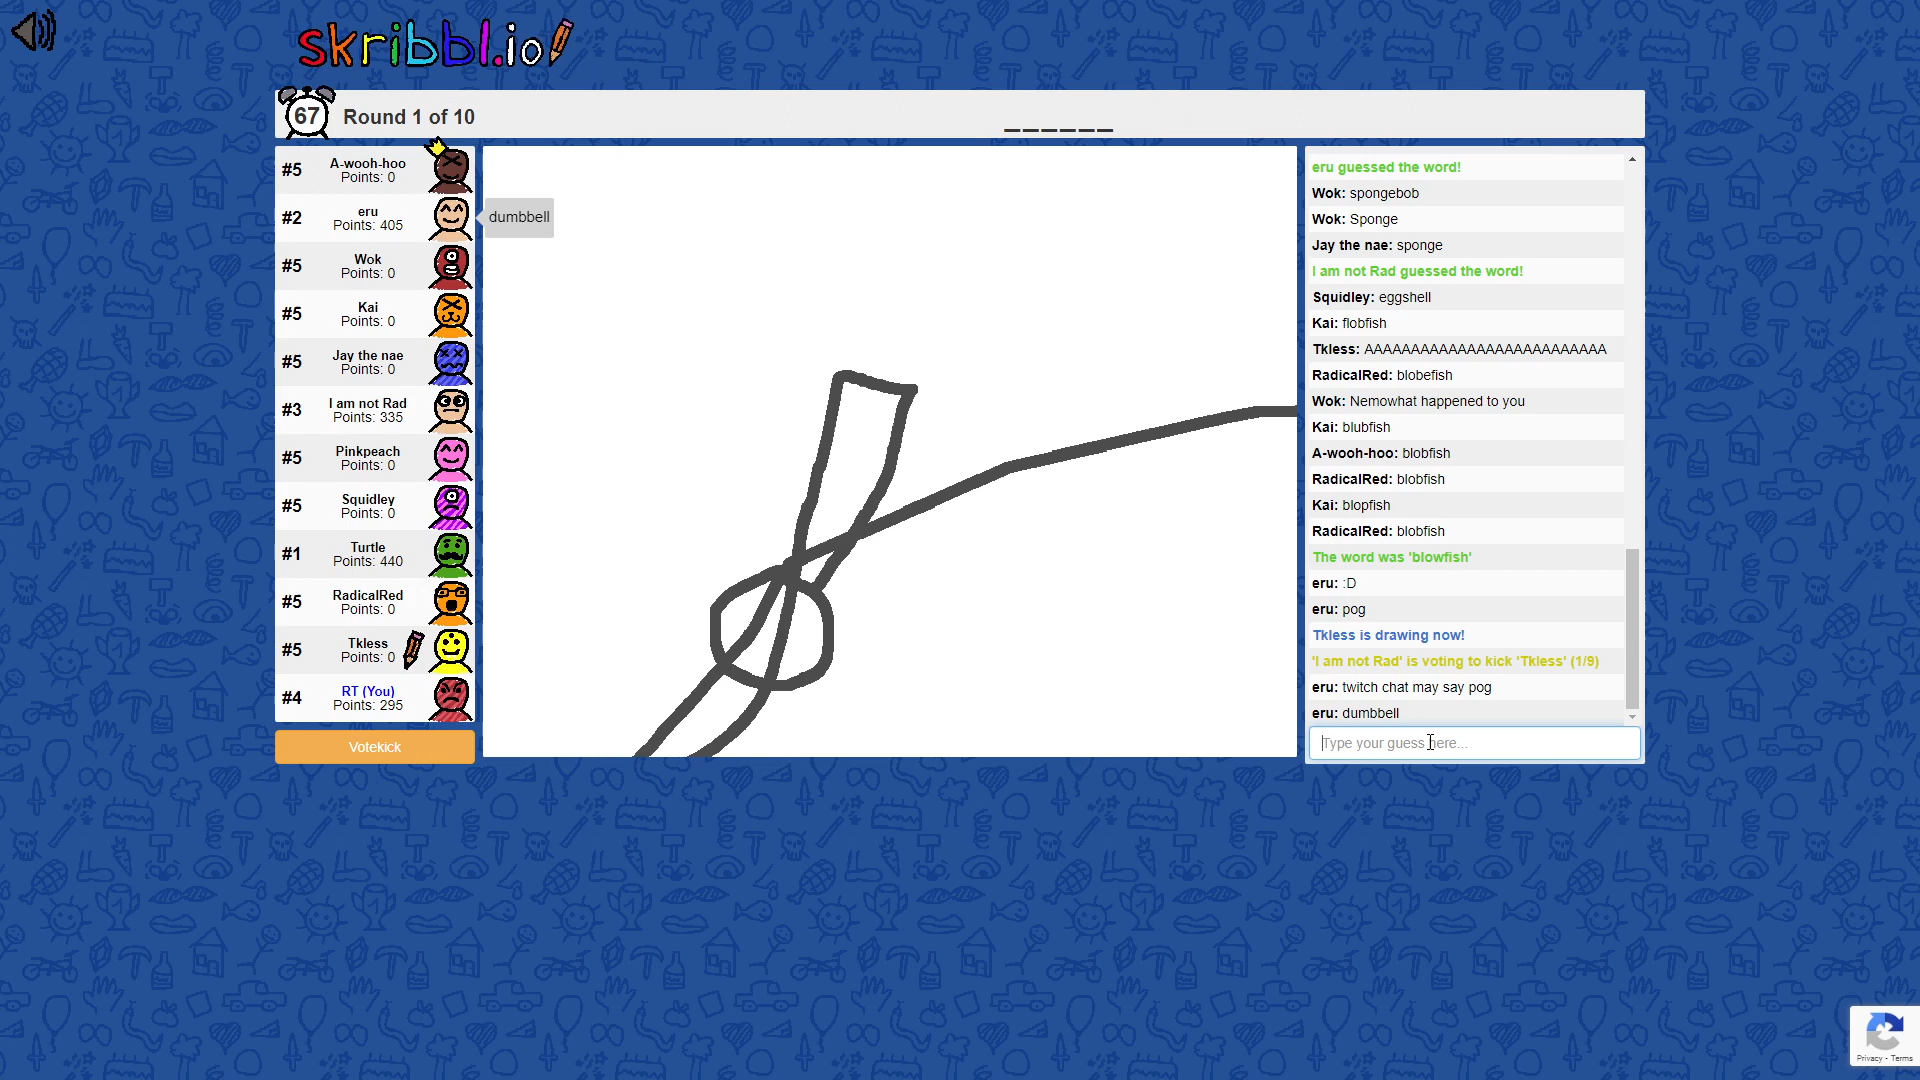 skribbl.io
67
Round 1 of 10
______
#5
A-wooh-hoo
Points: 0
#2
eru
Points: 405
dumbbell
#5
Wok
Points: 0
#5
Kai
Points: 0
#5
Jay the nae
Points: 0
#3
I am not Rad
Points: 335
#5
Pinkpeach
Points: 0
#5
Squidley
Points: 0
#1
Turtle
Points: 440
#5
RadicalRed
Points: 0
#5
Tkless
Points: 0
#4
RT (You)
Points: 295
Votekick
eru guessed the word!
Wok: spongebob
Wok: Sponge
Jay the nae: sponge
I am not Rad guessed the word!
Squidley: eggshell
Kai: flobfish
Tkless: AAAAAAAAAAAAAAAAAAAAAAAAAA
RadicalRed: blobefish
Wok: Nemowhat happened to you
Kai: blubfish
A-wooh-hoo: blobfish
RadicalRed: blobfish
Kai: blopfish
RadicalRed: blobfish
The word was 'blowfish'
eru: :D
eru: pog
Tkless is drawing now!
'I am not Rad' is voting to kick 'Tkless' (1/9)
eru: twitch chat may say pog
eru: dumbbell
Type your guess here...
Privacy - Terms